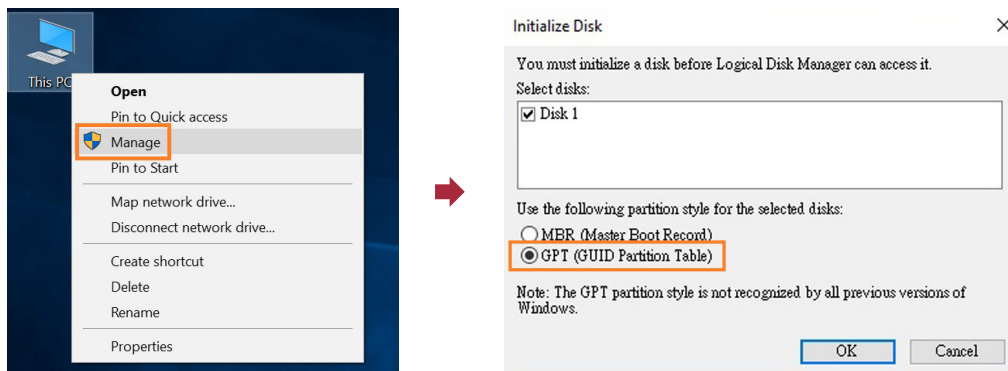 This PC
Open
Pin to Quick access
Manage
Pin to Start
Map network drive...
Disconnect network drive...
Create shortcut
Delete
Rename
Properties
Initialize Disk
You must initialize a disk before Logical Disk Manager can access it.
Select disks:
Disk 1
Use the following partition style for the selected disks:
MBR (Master Boot Record)
GPT (GUID Partition Table)
Note: The GPT partition style is not recognized by all previous versions of
Windows.
OK
Cancel